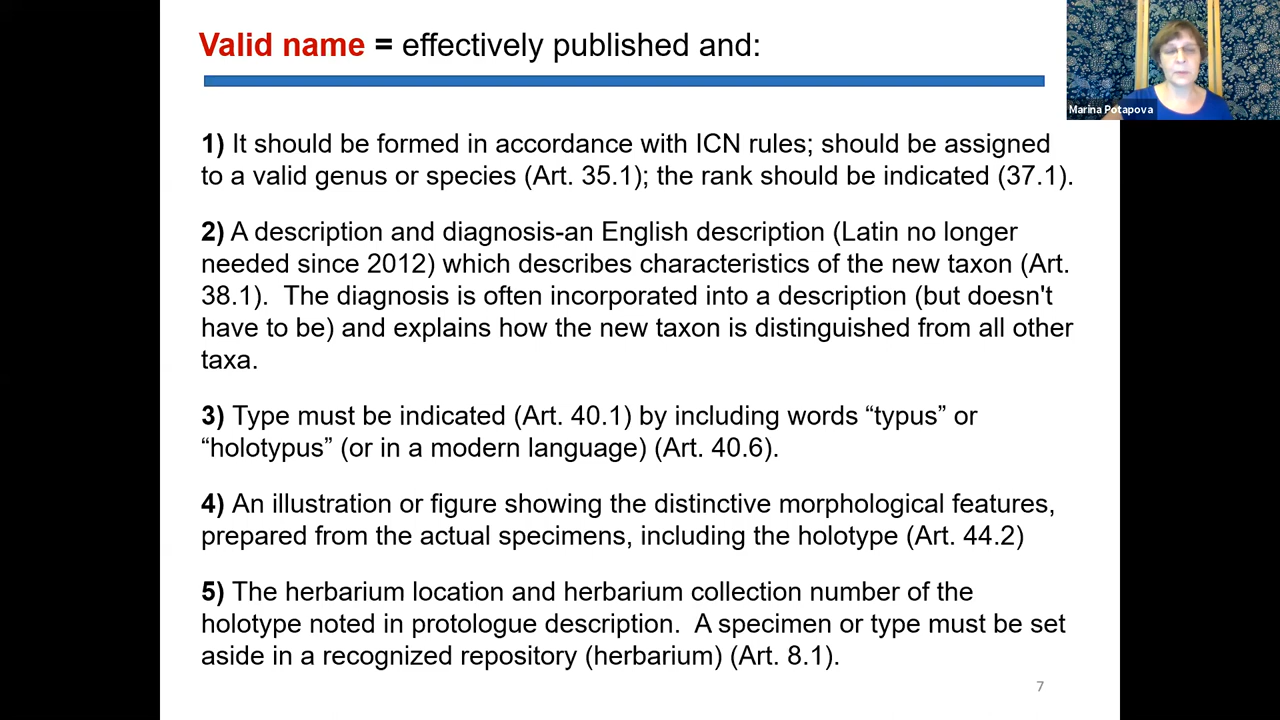 Valid name = effectively published and:
Marina Potapova
1) It should be formed in accordance with ICN rules; should be assigned
to a valid genus or species (Art. 35.1); the rank should be indicated (37.1).
2) A description and diagnosis-an English description (Latin no longer
needed since 2012) which describes characteristics of the new taxon (Art.
38.1).  The diagnosis is often incorporated into a description (but doesn't
have to be) and explains how the new taxon is distinguished from all other
taxa.
3) Type must be indicated (Art. 40.1) by including words “typus” or
“holotypus” (or in a modern language) (Art. 40.6).
4) An illustration or figure showing the distinctive morphological features,
prepared from the actual specimens, including the holotype (Art. 44.2)
5) The herbarium location and herbarium collection number of the
holotype noted in protologue description.  A specimen or type must be set
aside in a recognized repository (herbarium) (Art. 8.1).
7